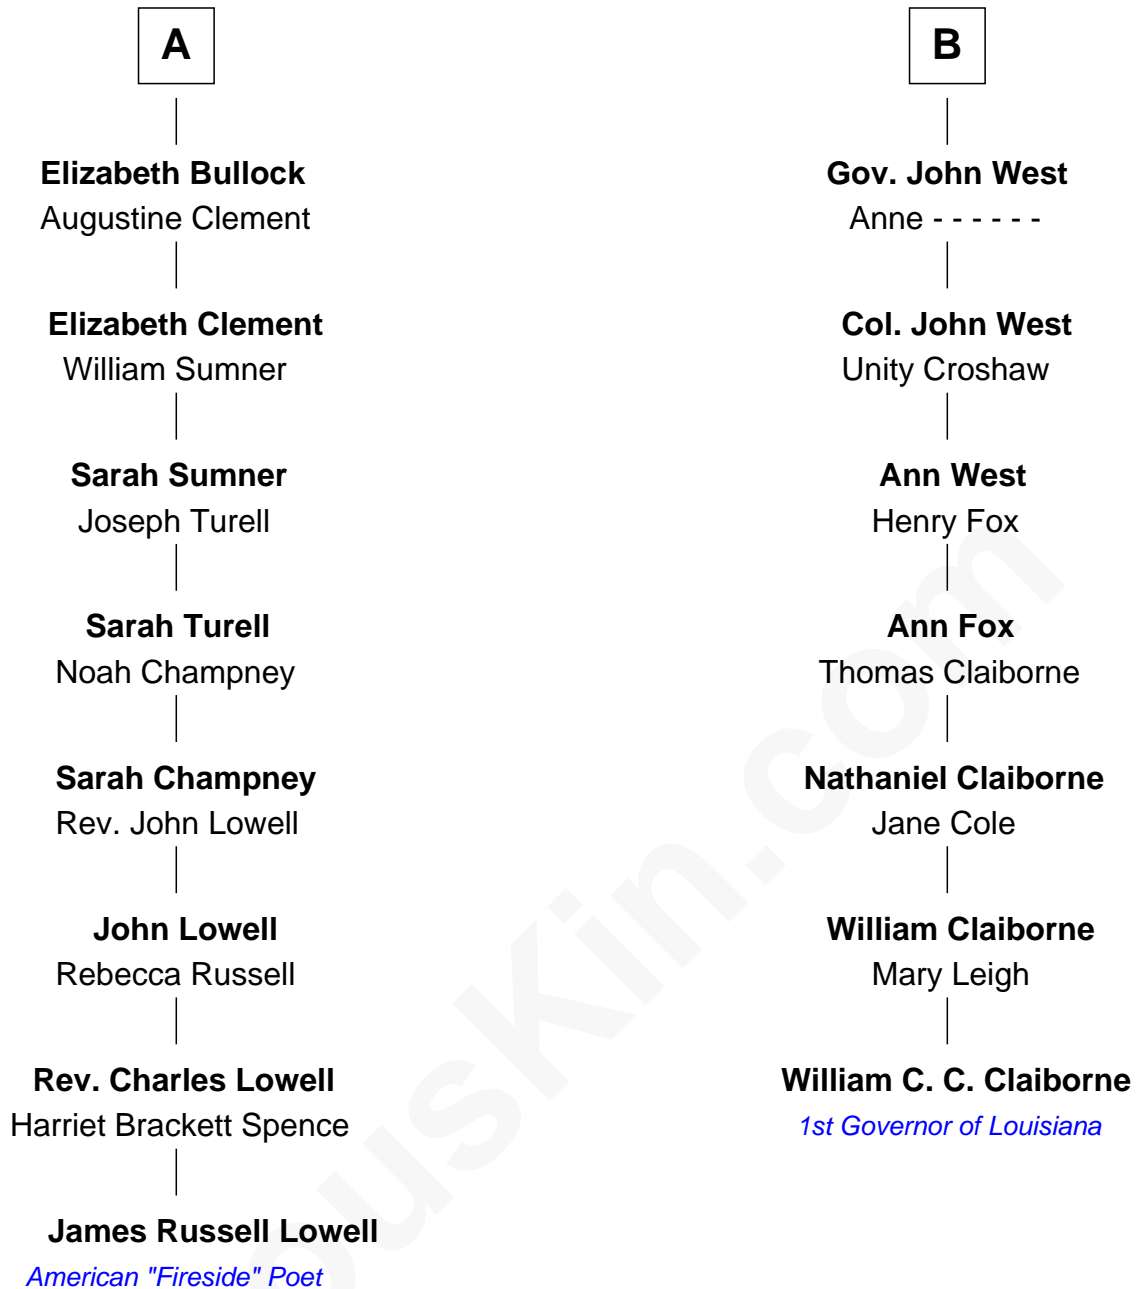 A
Elizabeth Bullock
Augustine Clement
Elizabeth Clement
William Sumner
Sarah Sumner
Joseph Turell
Sarah Turell
Noah Champney
Sarah Champney
Rev. John Lowell
John Lowell
Rebecca Russell
Rev. Charles Lowell
Harriet Brackett Spence
James Russell Lowell
American "Fireside" Poet
B
Gov. John West
Anne - - - - - -
Col. John West
Unity Croshaw
Ann West
Henry Fox
Ann Fox
Thomas Claiborne
Nathaniel Claiborne
Jane Cole
William Claiborne
Mary Leigh
William C. C. Claiborne
1st Governor of Louisiana
ouskin.com